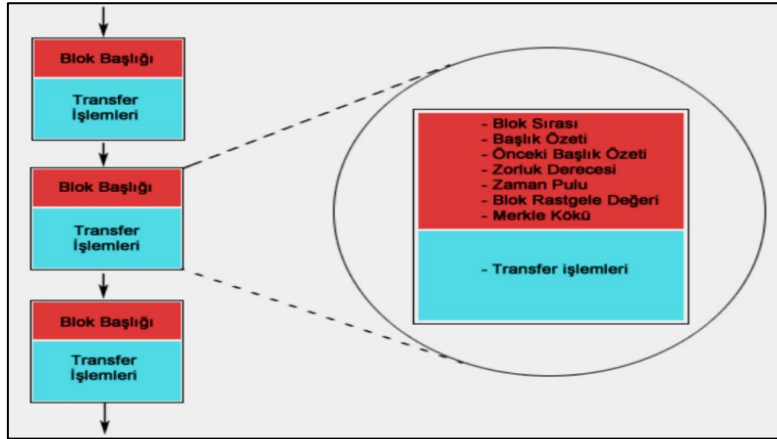 Blok Başlığı
Transfer
İşlemleri
Blok Başlığı
Transfer
İşlemleri
Blok Başlığı
Transfer
İşlemleri
- Blok Sırası
- Başlık Özeti
- Önceki Başlık Özeti
- Zorluk Derecesi
- Zaman Pulu
- Blok Rastgele Değeri
- Merkle Kökü
- Transfer işlemleri